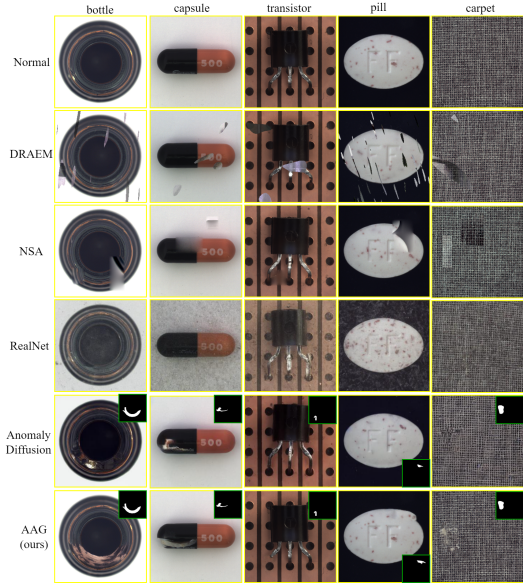 bottle capsule transistor pill carpet
Normal
500
FF
DRAEM
500
FF
NSA
500
FF
RealNet
500
FF
Anomaly
Diffusion
500
FF
AAG
(ours)
500
FF